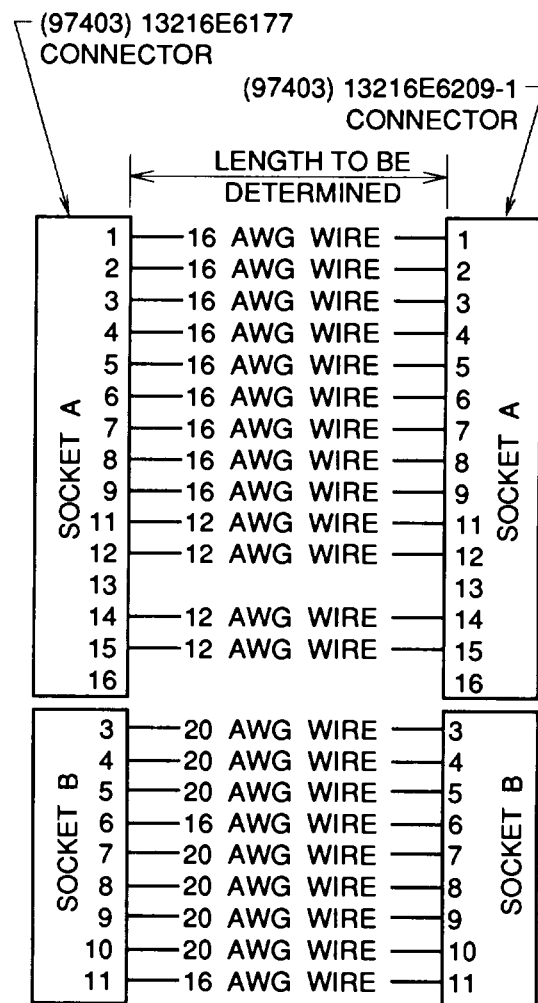 (97403) 13216E6177
CONNECTOR
(97403) 13216E6209-1
CONNECTOR
LENGTH TO BE
DETERMINED
SOCKET A
1 16 AWG WIRE 1
2 16 AWG WIRE 2
3 16 AWG WIRE 3
4 16 AWG WIRE 4
5 16 AWG WIRE 5
6 16 AWG WIRE 6
7 16 AWG WIRE 7
8 16 AWG WIRE 8
9 16 AWG WIRE 9
11 12 AWG WIRE 11
12 12 AWG WIRE 12
13 13
14 12 AWG WIRE 14
15 12 AWG WIRE 15
16 16
SOCKET A
SOCKET B
3 20 AWG WIRE 3
4 20 AWG WIRE 4
5 20 AWG WIRE 5
6 16 AWG WIRE 6
7 20 AWG WIRE 7
8 20 AWG WIRE 8
9 20 AWG WIRE 9
10 20 AWG WIRE 10
11 16 AWG WIRE 11
SOCKET B